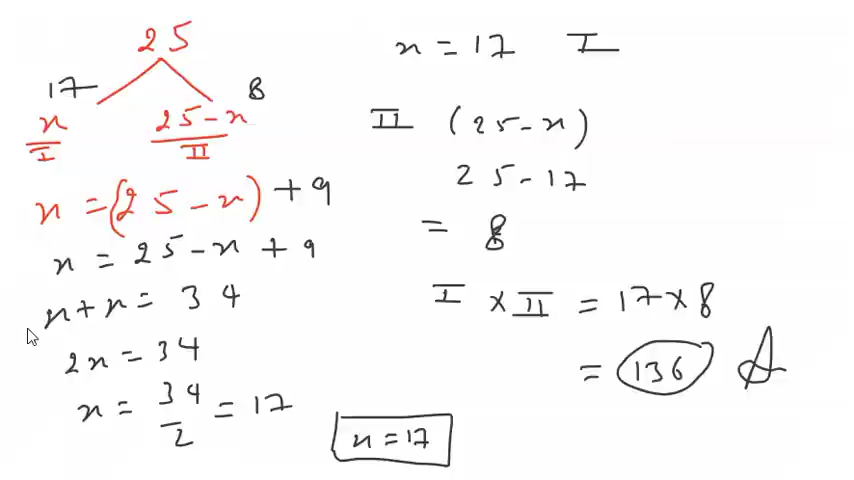 25
17 8
x 25-x
I II
x = (25-x) + 9
x = 25-x + 9
x+x = 34
2x = 34
x = 34/2 = 17
x = 17
x = 17 I
II (25-x)
25-17
= 8
I × II = 17×8
= 136 A